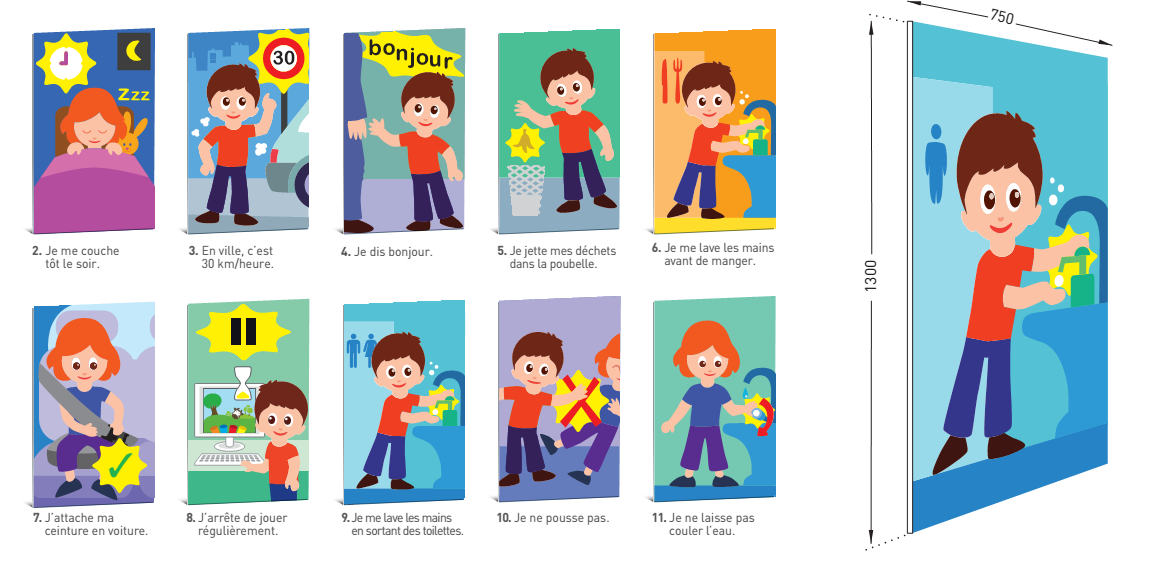 Zzz
30
bonjour
2. Je me couche
tôt le soir.
3. En ville, c'est
30 km/heure.
4. Je dis bonjour.
5. Je jette mes déchets
dans la poubelle.
6. Je me lave les mains
avant de manger.
7. J'attache ma
ceinture en voiture.
8. J'arrête de jouer
régulièrement.
9. Je me lave les mains
en sortant des toilettes.
10. Je ne pousse pas.
11. Je ne laisse pas
couler l'eau.
750
1300